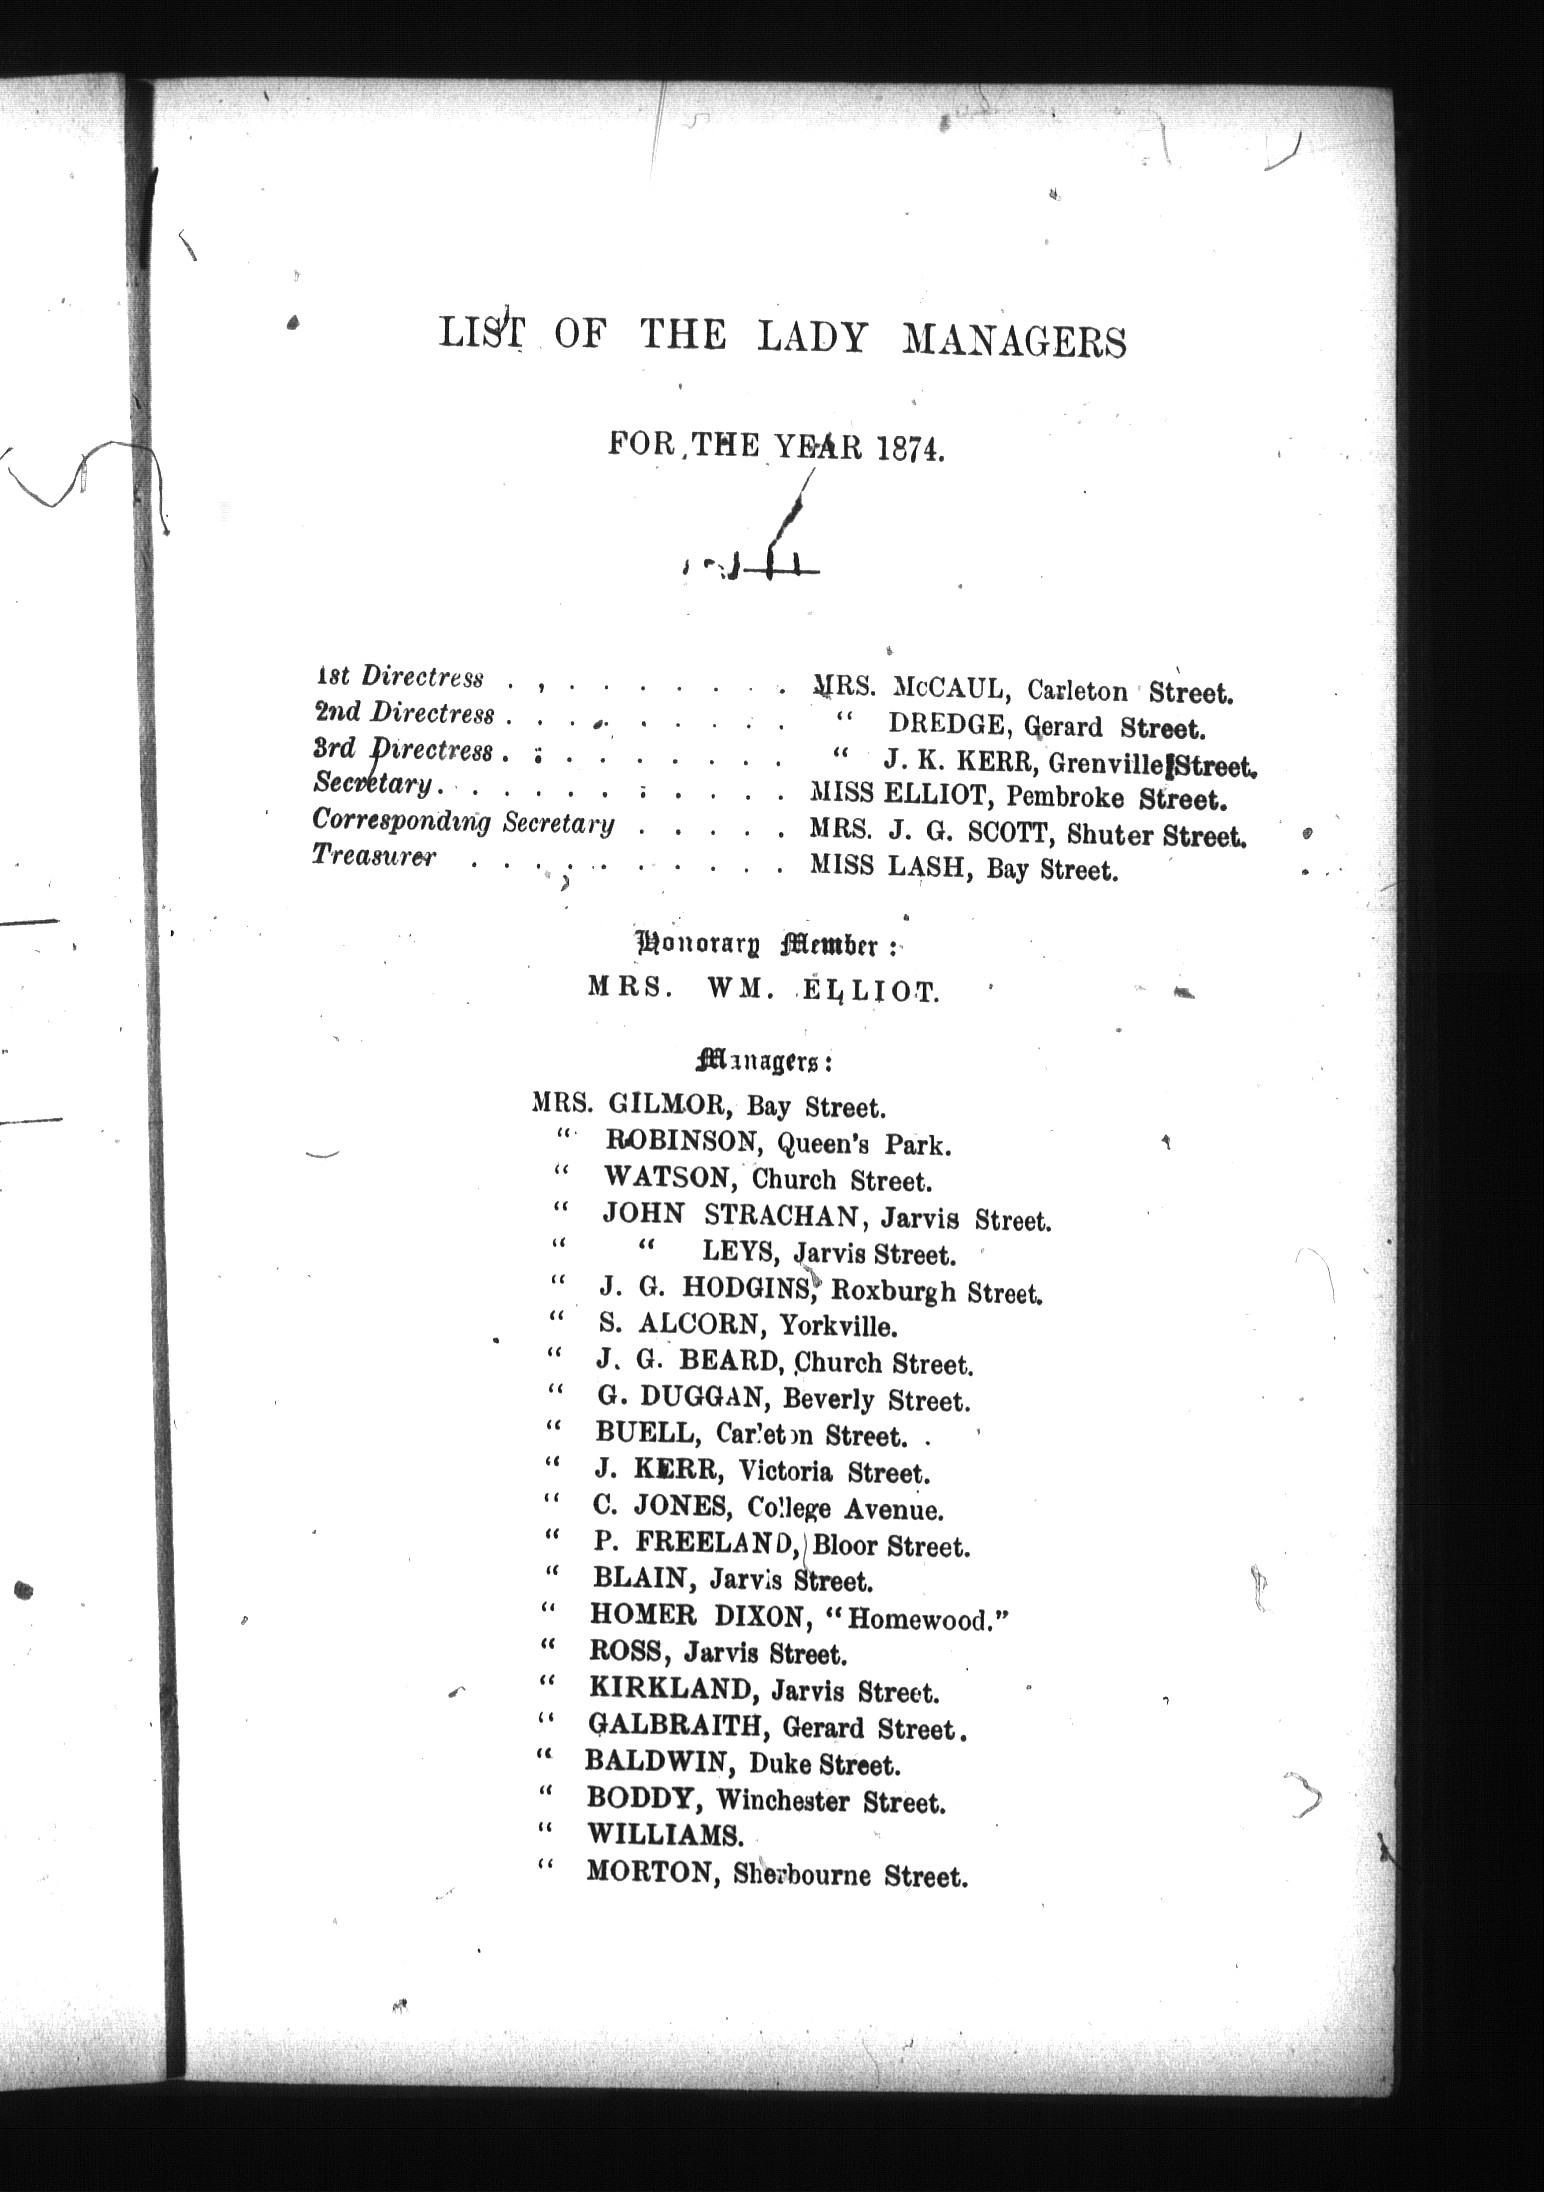 LIST OF THE LADY MANAGERS
FOR THE YEAR 1874.
1st Directress . . . . . . . . . MRS. McCAUL, Carleton Street.
2nd Directress . . . . . . . . . “ DREDGE, Gerard Street.
3rd Directress . . . . . . . . . “ J. K. KERR, Grenville Street.
Secretary . . . . . . . . . . . MISS ELLIOT, Pembroke Street.
Corresponding Secretary . . . . . MRS. J. G. SCOTT, Shuter Street.
Treasurer . . . . . . . . . . MISS LASH, Bay Street.
Honorary Member :
MRS. WM. ELLIOT.
Managers :
MRS. GILMOR, Bay Street.
“ ROBINSON, Queen's Park.
“ WATSON, Church Street.
“ JOHN STRACHAN, Jarvis Street.
“ “ LEYS, Jarvis Street.
“ J. G. HODGINS, Roxburgh Street.
“ S. ALCORN, Yorkville.
“ J. G. BEARD, Church Street.
“ G. DUGGAN, Beverly Street.
“ BUELL, Carleton Street.
“ J. KERR, Victoria Street.
“ C. JONES, College Avenue.
“ P. FREELAND, Bloor Street.
“ BLAIN, Jarvis Street.
“ HOMER DIXON, “Homewood.”
“ ROSS, Jarvis Street.
“ KIRKLAND, Jarvis Street.
“ GALBRAITH, Gerard Street.
“ BALDWIN, Duke Street.
“ BODDY, Winchester Street.
“ WILLIAMS.
“ MORTON, Sherbourne Street.